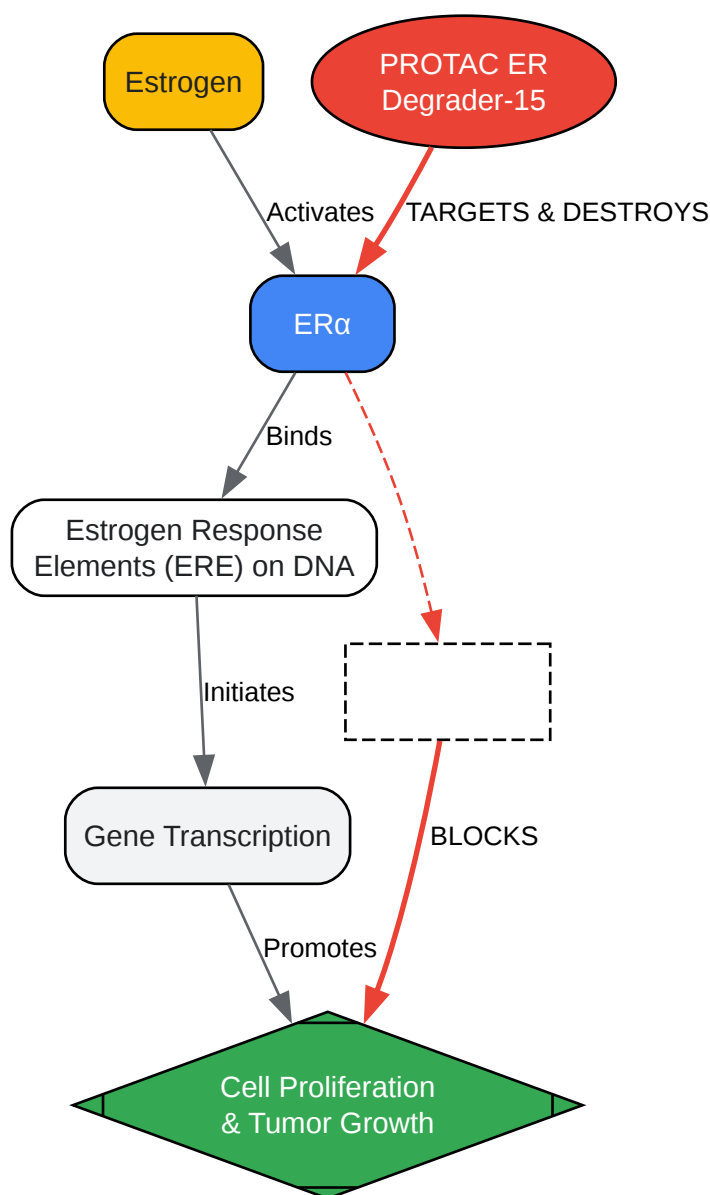 Estrogen
PROTAC ER
Degrader-15
Activates
TARGETS & DESTROYS
ERα
Binds
Estrogen Response
Elements (ERE) on DNA
Initiates
Gene Transcription
BLOCKS
Promotes
Cell Proliferation
& Tumor Growth